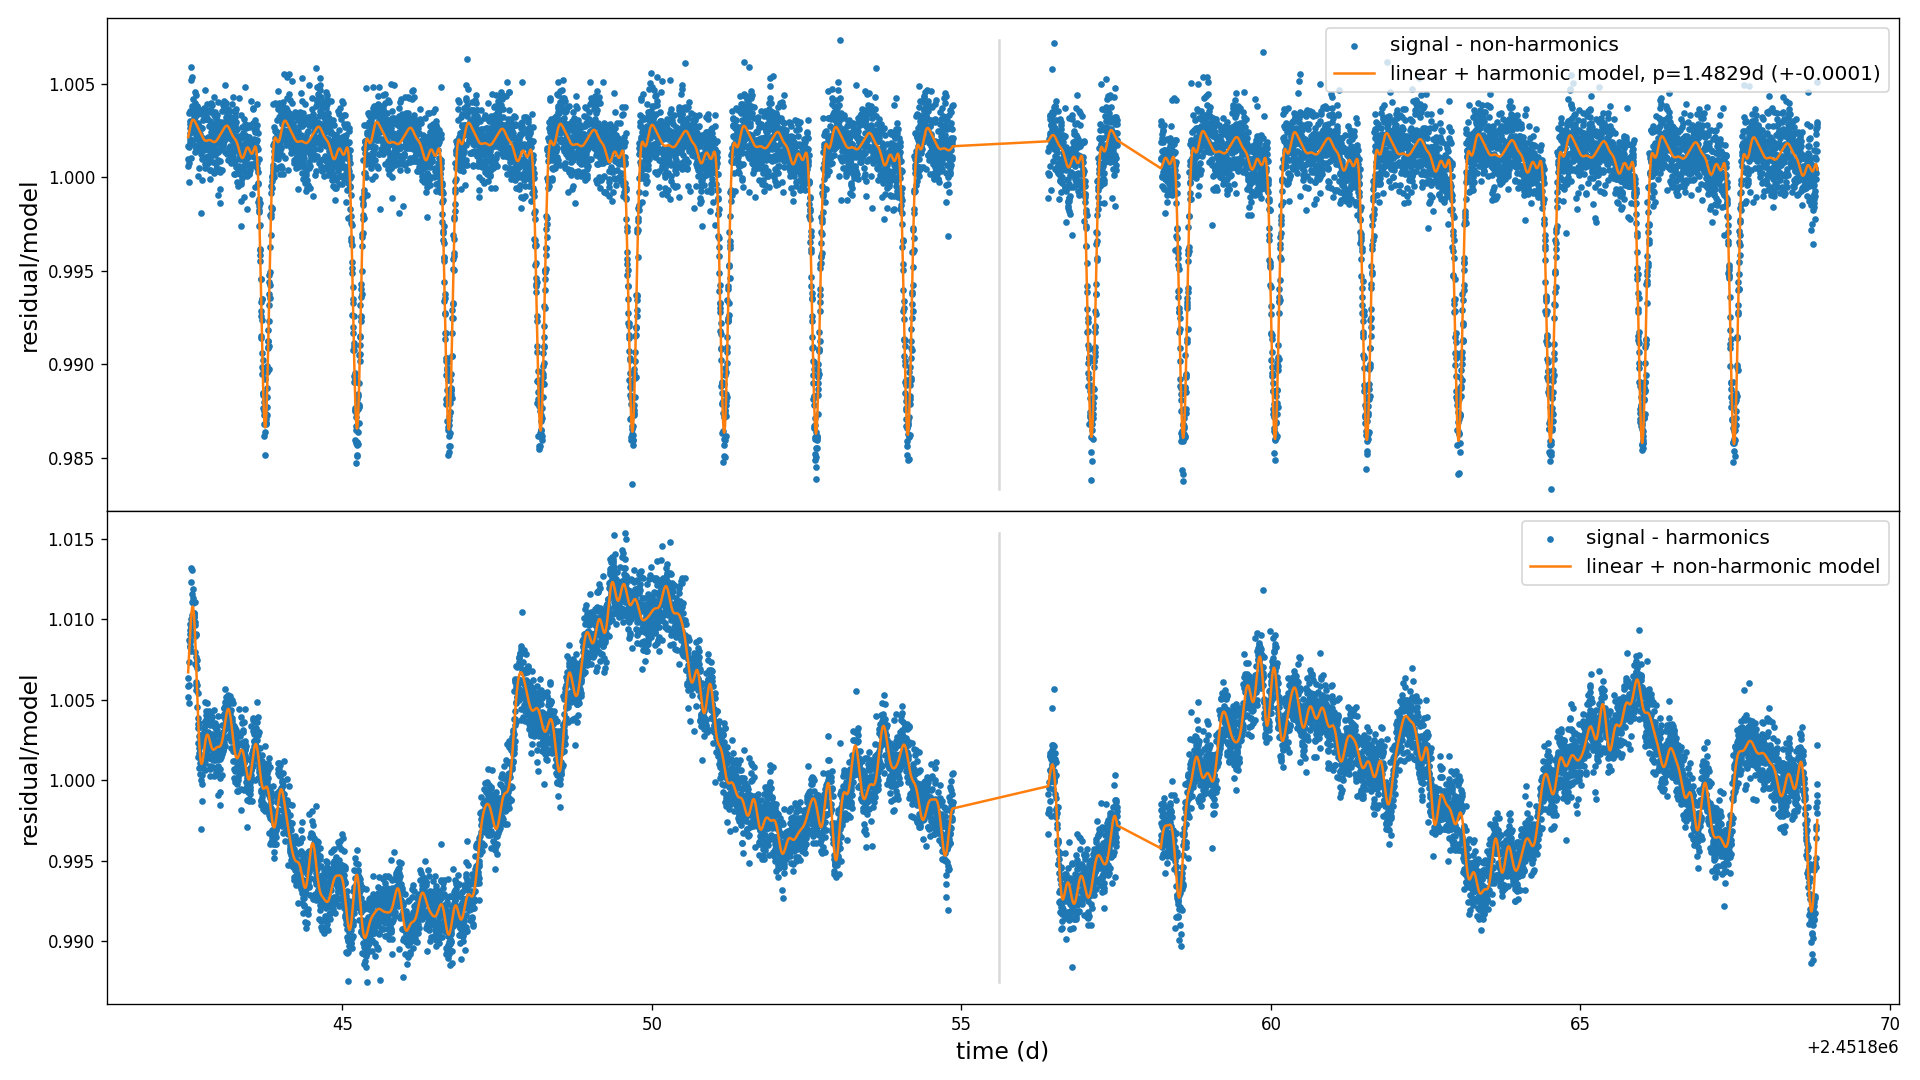 signal - non-harmonics
linear + harmonic model, p=1.4829d (+-0.0001)
1.005
1.000
0.995
0.990
0.985
residual/model
signal - harmonics
linear + non-harmonic model
1.015
1.010
1.005
1.000
0.995
0.990
residual/model
45
50
55
60
65
70
time (d)
+2.4518e6